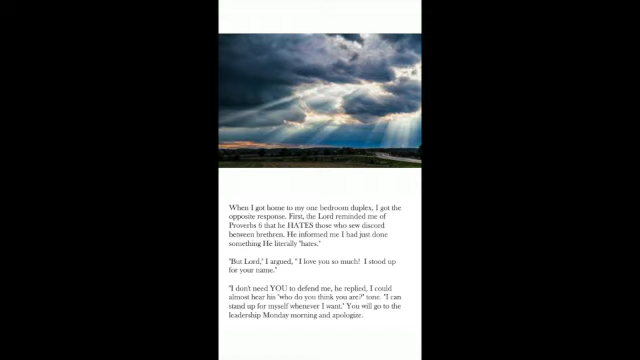 When I got home to my one bedroom duplex, I got the
opposite response. First, the Lord reminded me of
Proverbs 6 that he HATES those who sew discord
between brethren. He informed me I had just done
something He literally "hates."
"But Lord," I argued, " I love you so much!  I stood up
for your name."
"I don't need YOU to defend me, he replied, I could
almost hear his "who do you think you are?" tone. "I can
stand up for myself whenever I want." You will go to the
leadership Monday morning and apologize.